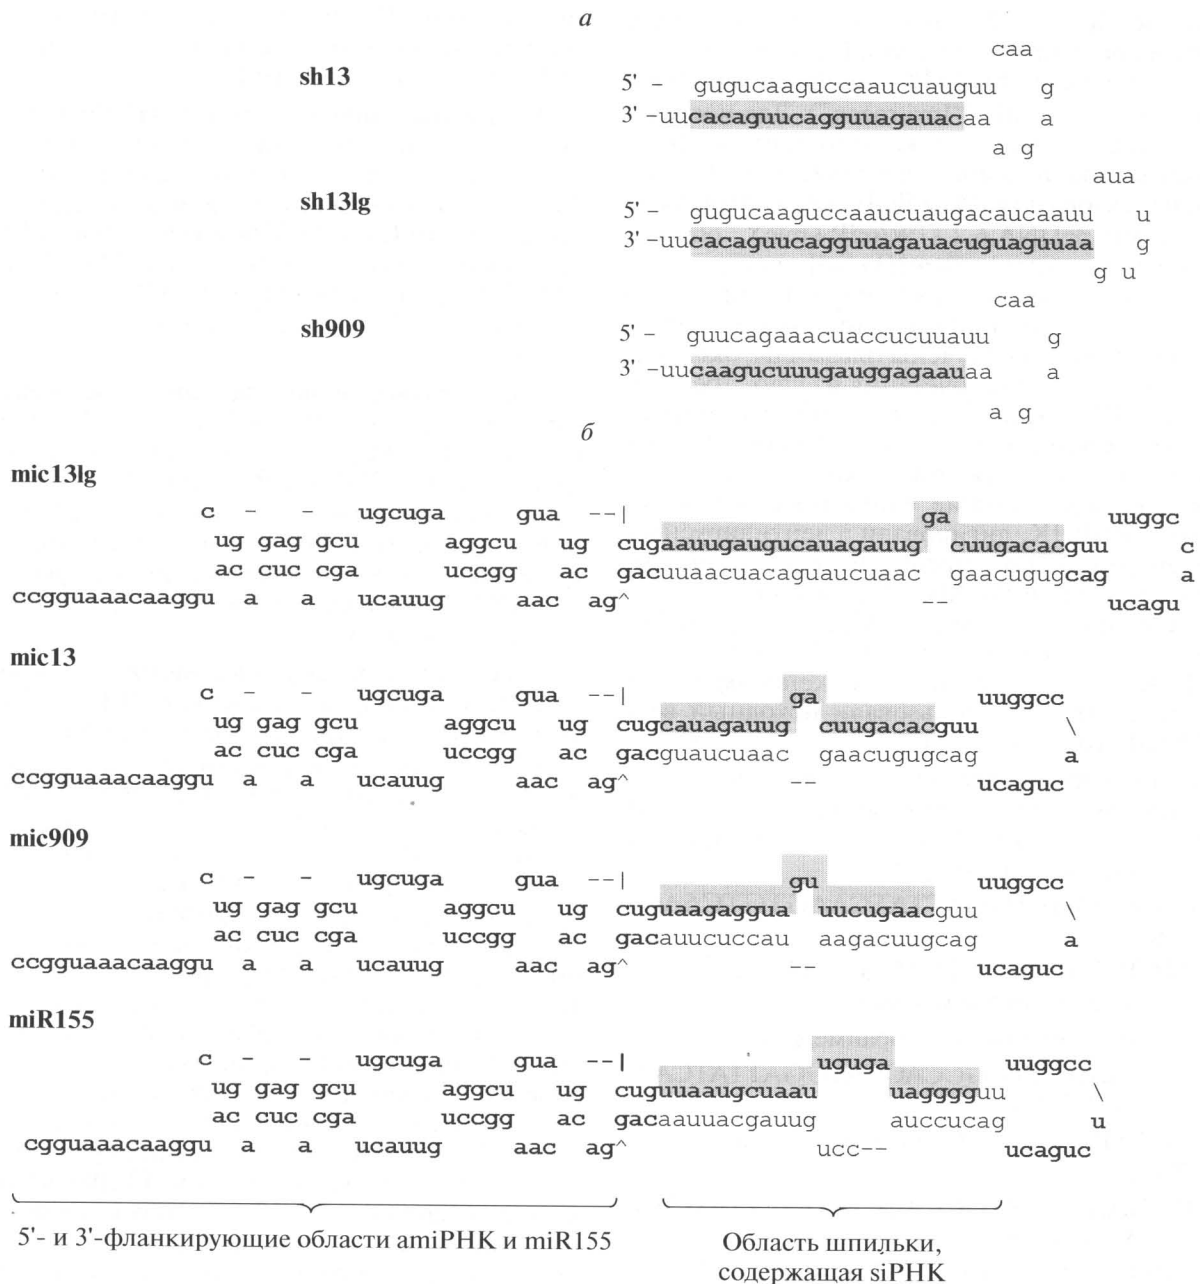 а
caa
sh13 5' – gugucaaguccaaucuauguu g
3' –uucacaguucagguuagauacaa a
a g
aua
sh13lg 5' – gugucaaguccaaucuaugacaucaauu u
3' –uucacaguucagguuagauacuguaguuaa g
g u
caa
sh909 5' – guucagaaacuaccucuuauu g
3' –uucaagucuuugauggagaauaa a
a g
б
mic13lg
c – – ugcuga gua --| ga uuggc
ug gag gcu aggcu ug cugaauugaugucauagauug cuugacacguu c
ac cuc cga uccgg ac gacuuaacuacaguaucuaac gaacugugcag a
ccgguaaacaaggu a a ucauug aac ag^ -- ucagu
mic13
c – – ugcuga gua --| ga uuggcc
ug gag gcu aggcu ug cugcauagauug cuugacacguu \
ac cuc cga uccgg ac gacguaucuaac gaacugugcag a
ccgguaaacaaggu a a ucauug aac ag^ -- ucaguc
mic909
c – – ugcuga gua --| gu uuggcc
ug gag gcu aggcu ug cuguaagaggua uucugaacguu \
ac cuc cga uccgg ac gacauucuccau aagacuugcag a
ccgguaaacaaggu a a ucauug aac ag^ -- ucaguc
miR155
c – – ugcuga gua --| uguga uuggcc
ug gag gcu aggcu ug cuguuaaugcuaau uagggguu \
ac cuc cga uccgg ac gacaauuacgauug auccucag u
cgguaaacaaggu a a ucauug aac ag^ ucc-- ucaguc
5'- и 3'-фланкирующие области amiРНК и miR155 Область шпильки,
содержащая siРНК